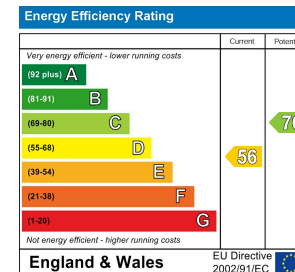 Energy Efficiency Rating
Current
Very energy efficient - lower running costs
(92 plus) A
(81-91) B
(69-80) C
(55-68) D
56
(39-54) E
(21-38) F
(1-20) G
Not energy efficient - higher running costs
England & Wales
EU Directive
2002/91/EC